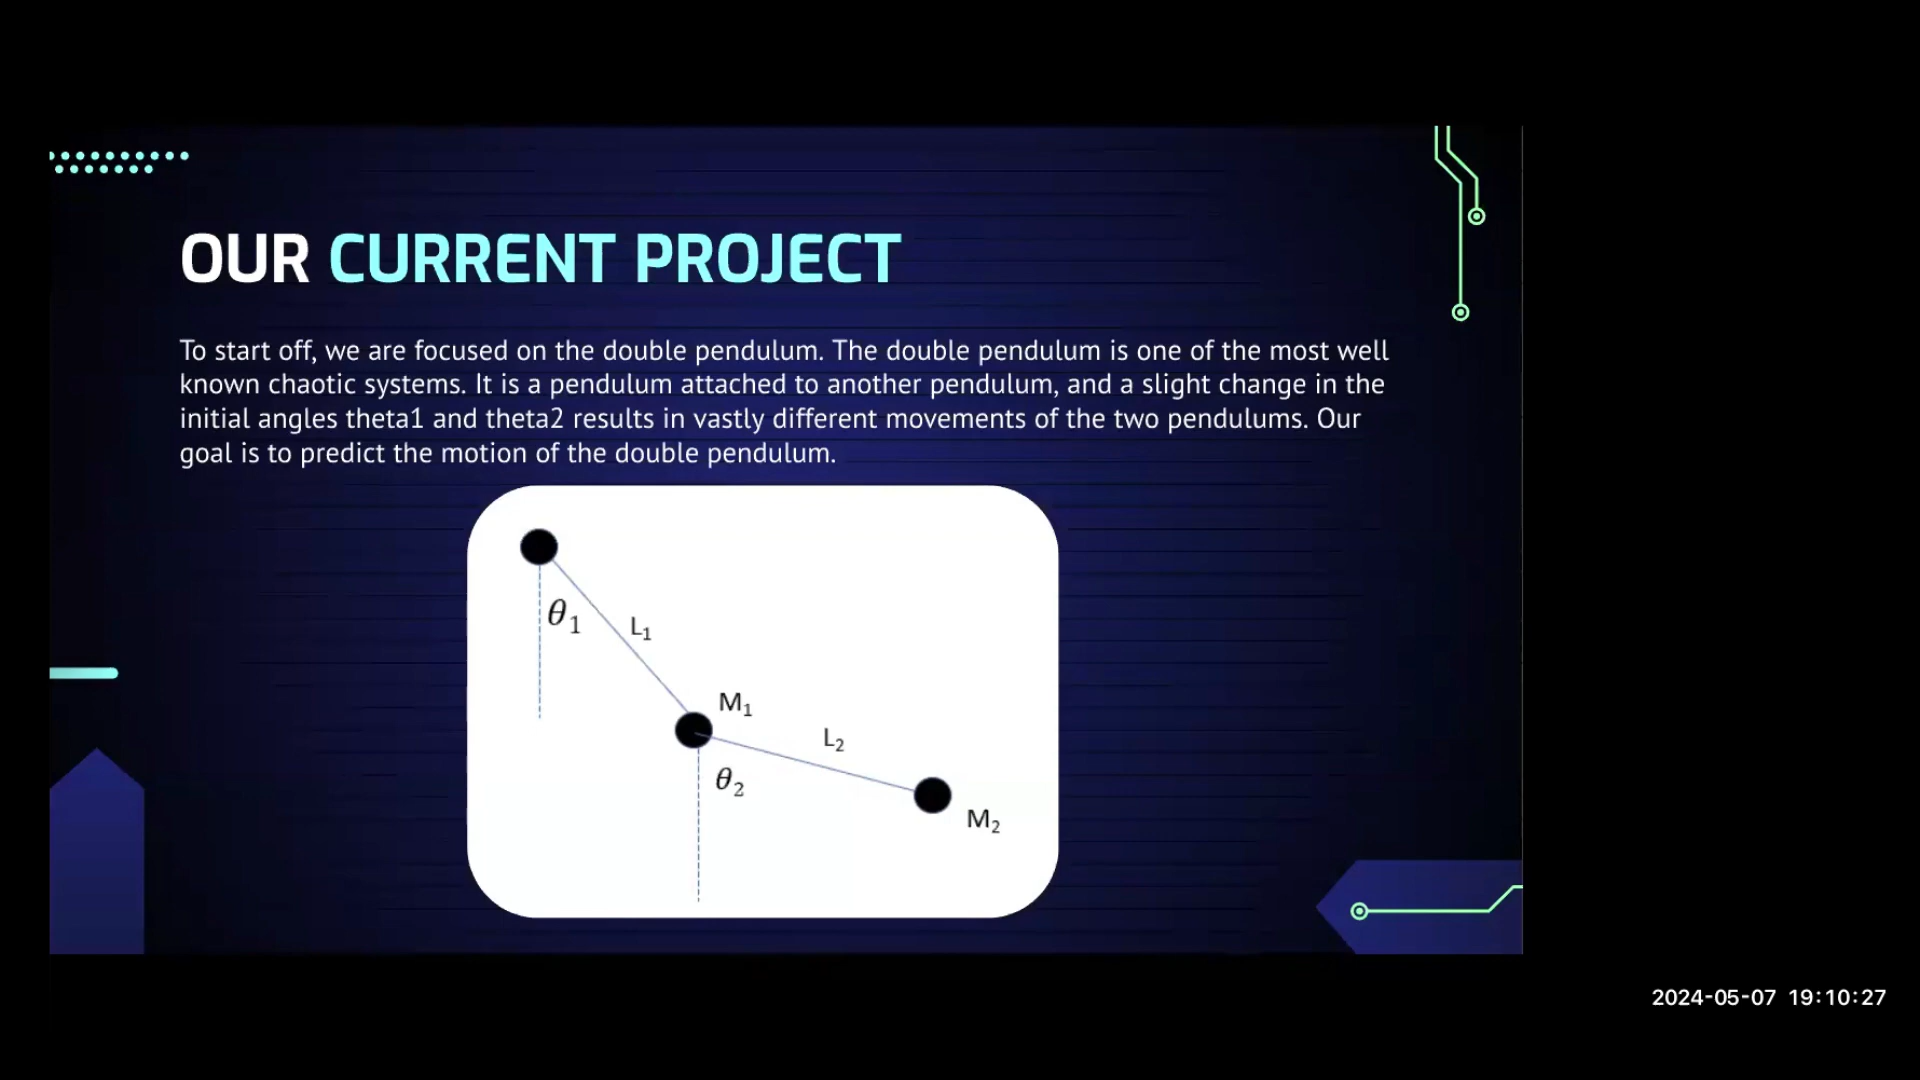 OUR CURRENT PROJECT
To start off, we are focused on the double pendulum. The double pendulum is one of the most well
known chaotic systems. It is a pendulum attached to another pendulum, and a slight change in the
initial angles theta1 and theta2 results in vastly different movements of the two pendulums. Our
goal is to predict the motion of the double pendulum.
θ₁
L₁
M₁
L₂
θ₂
M₂
2024-05-07 19:10:27